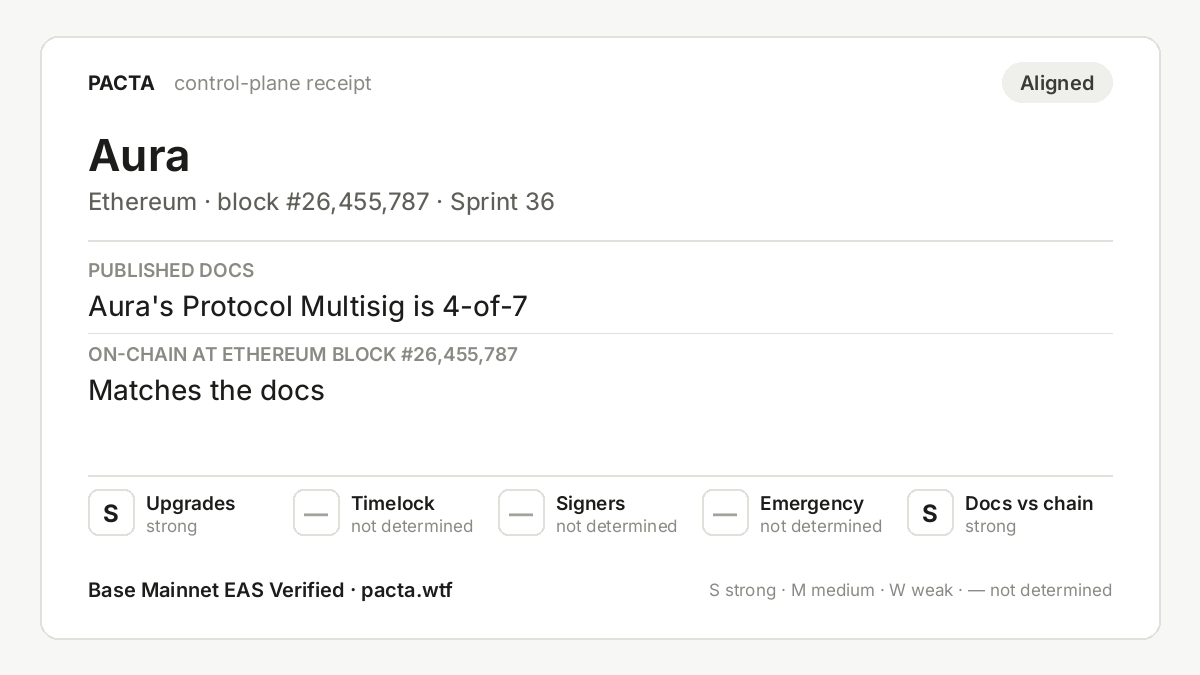 PACTA control-plane receipt Aligned
Aura
Ethereum · block #26,455,787 · Sprint 36
PUBLISHED DOCS
Aura's Protocol Multisig is 4-of-7
ON-CHAIN AT ETHEREUM BLOCK #26,455,787
Matches the docs
S Upgrades — Timelock — Signers — Emergency S Docs vs chain
strong not determined not determined not determined strong
Base Mainnet EAS Verified · pacta.wtf S strong · M medium · W weak · — not determined